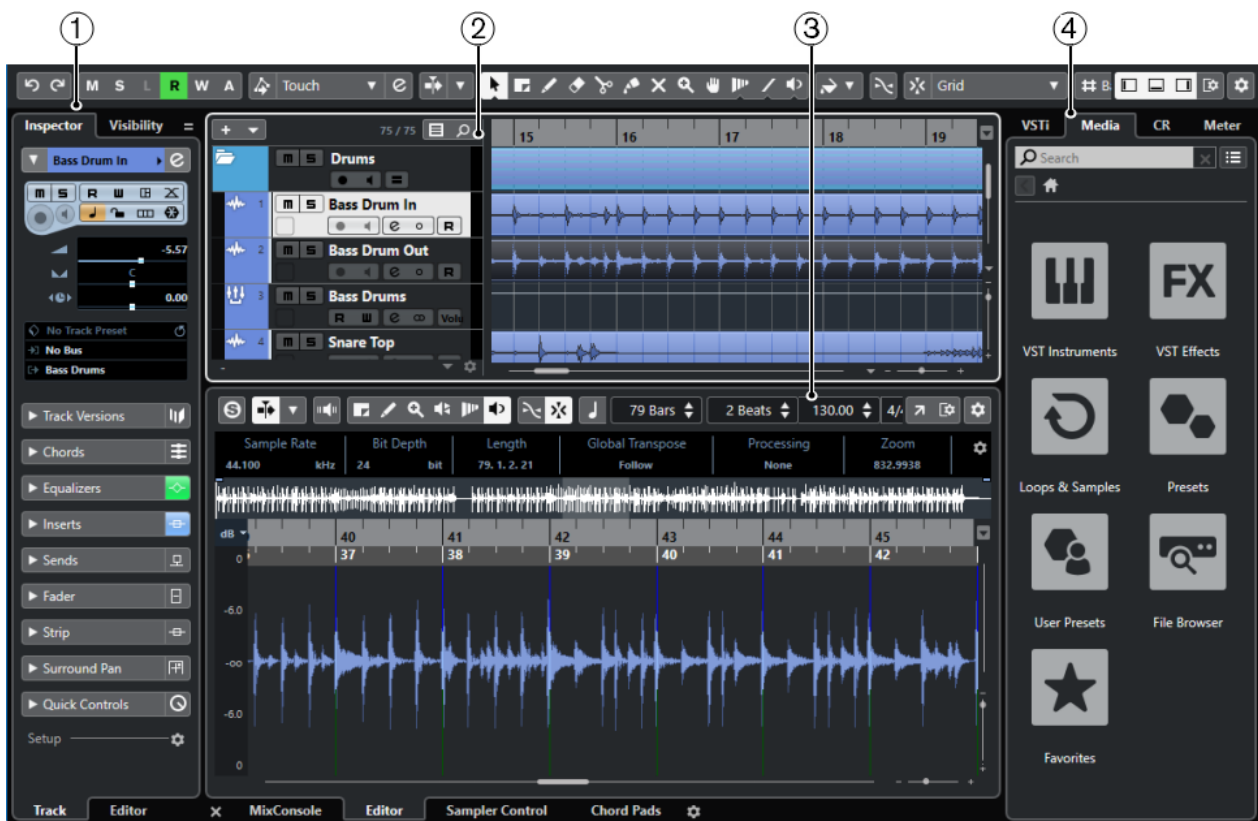 1 2 3 4
M S L R W A Touch Grid
Inspector Visibility
Bass Drum In
-5.57
C
0.00
No Track Preset
No Bus
Bass Drums
Track Versions
Chords
Equalizers
Inserts
Sends
Fader
Strip
Surround Pan
Quick Controls
Setup
Track Editor
75 / 75
15 16 17 18 19
m S Drums
1 m S Bass Drum In
R
2 m S Bass Drum Out
R
3 m S Bass Drums
R W Volu
4 m S Snare Top
79 Bars 2 Beats 130.00 4/
Sample Rate Bit Depth Length Global Transpose Processing Zoom
44.100 kHz 24 bit 79. 1. 2. 21 Follow None 832.9938
dB 40 41 42 43 44 45
0 37 38 39 40 41 42
-6.0
-oo
-6.0
0
MixConsole Editor Sampler Control Chord Pads
VSTi Media CR Meter
Search
FX
VST Instruments VST Effects
Loops & Samples Presets
User Presets File Browser
Favorites